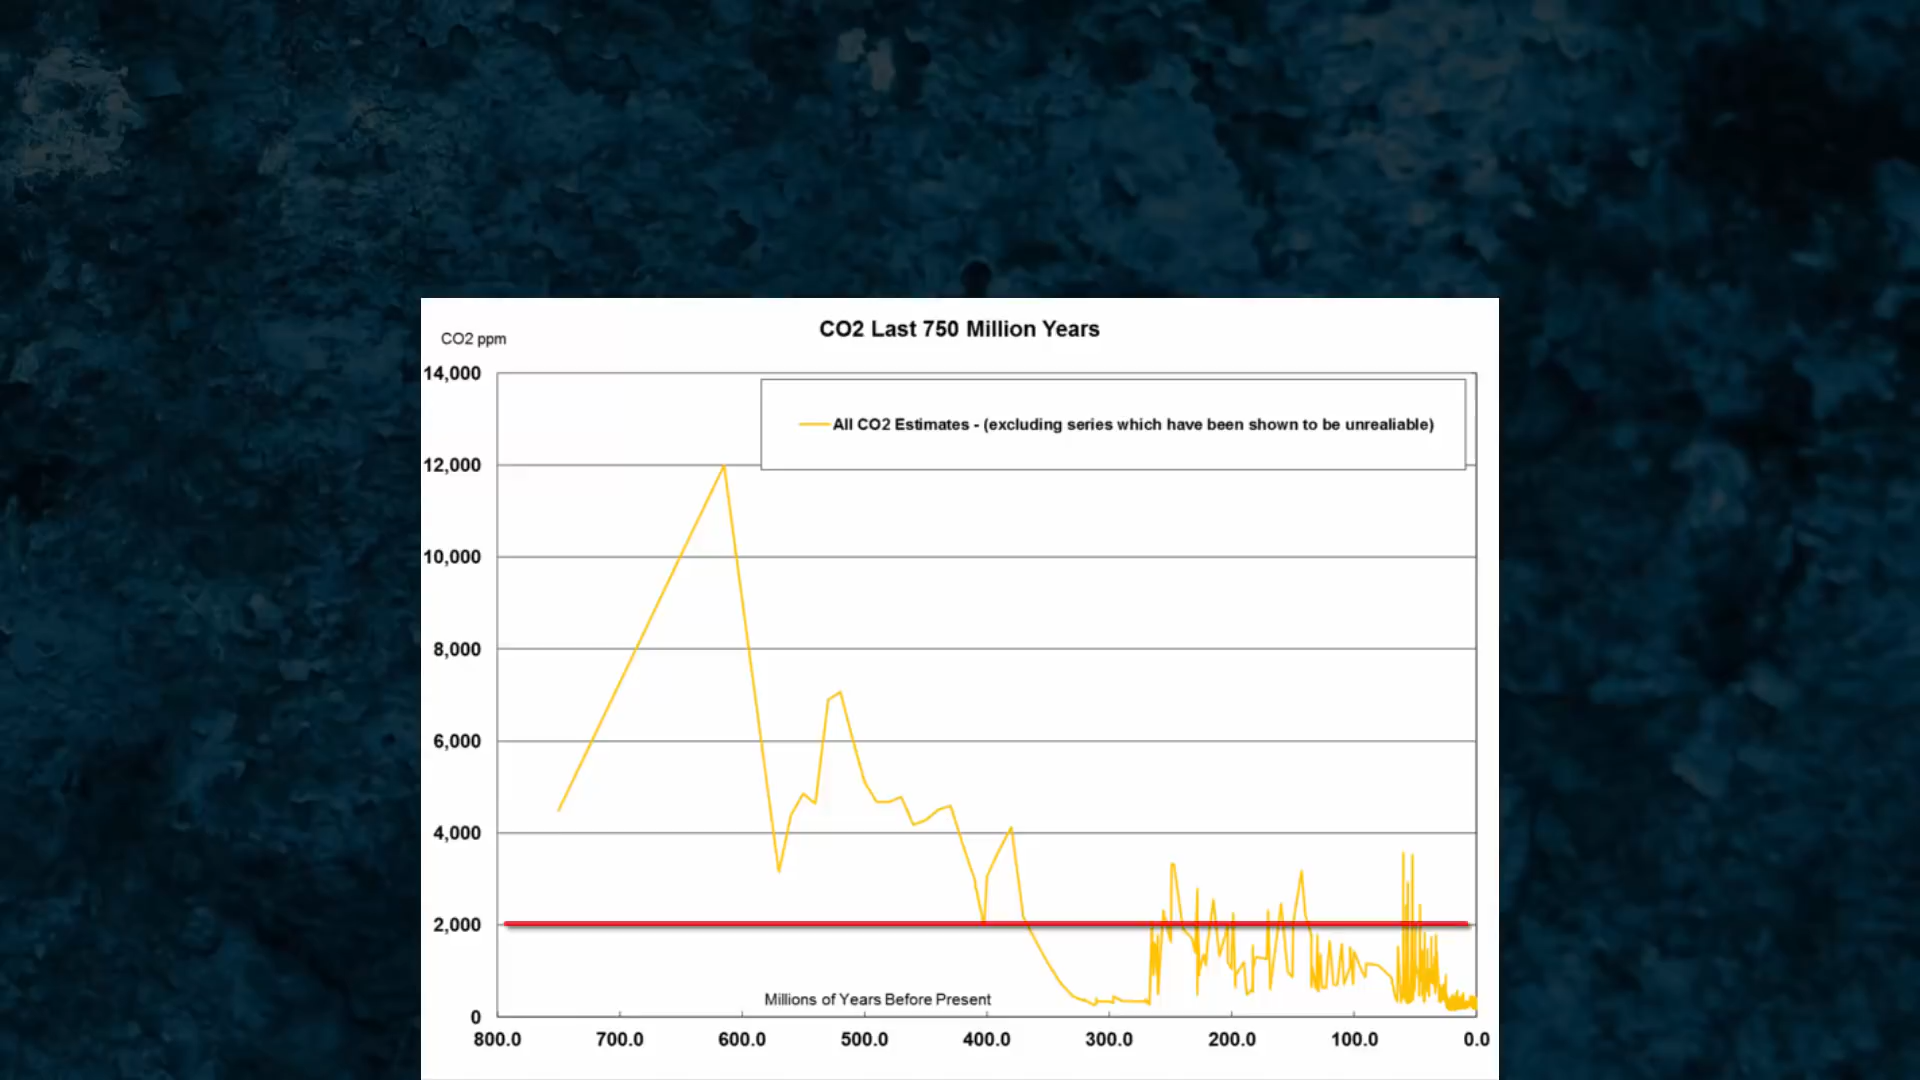 CO2 Last 750 Million Years
CO2 ppm
14,000
All CO2 Estimates - (excluding series which have been shown to be unrealiable)
12,000
10,000
8,000
6,000
4,000
2,000
Millions of Years Before Present
0
800.0 700.0 600.0 500.0 400.0 300.0 200.0 100.0 0.0